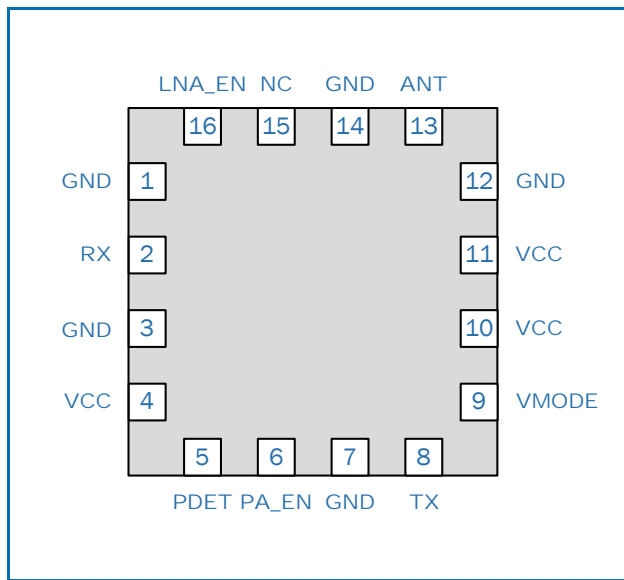 LNA_EN NC GND ANT
16 15 14 13
GND 1 12 GND
RX 2 11 VCC
GND 3 10 VCC
VCC 4 9 VMODE
5 6 7 8
PDET PA_EN GND TX